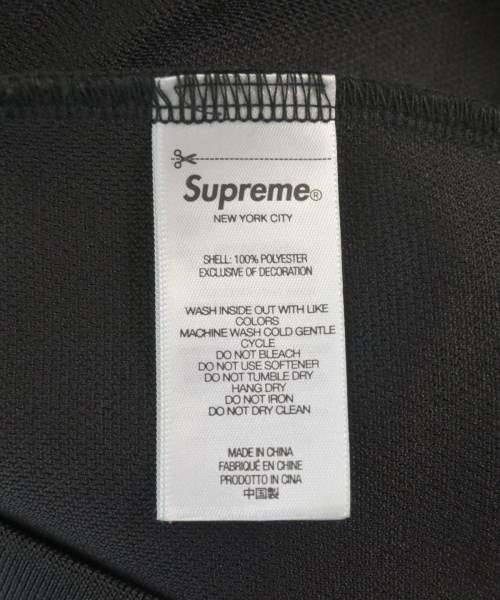 Supreme®
NEW YORK CITY
SHELL: 100% POLYESTER
EXCLUSIVE OF DECORATION
WASH INSIDE OUT WITH LIKE
COLORS
MACHINE WASH COLD GENTLE
CYCLE
DO NOT BLEACH
DO NOT USE SOFTENER
DO NOT TUMBLE DRY
HANG DRY
DO NOT IRON
DO NOT DRY CLEAN
MADE IN CHINA
FABRIQUÉ EN CHINE
PRODOTTO IN CINA
中国製